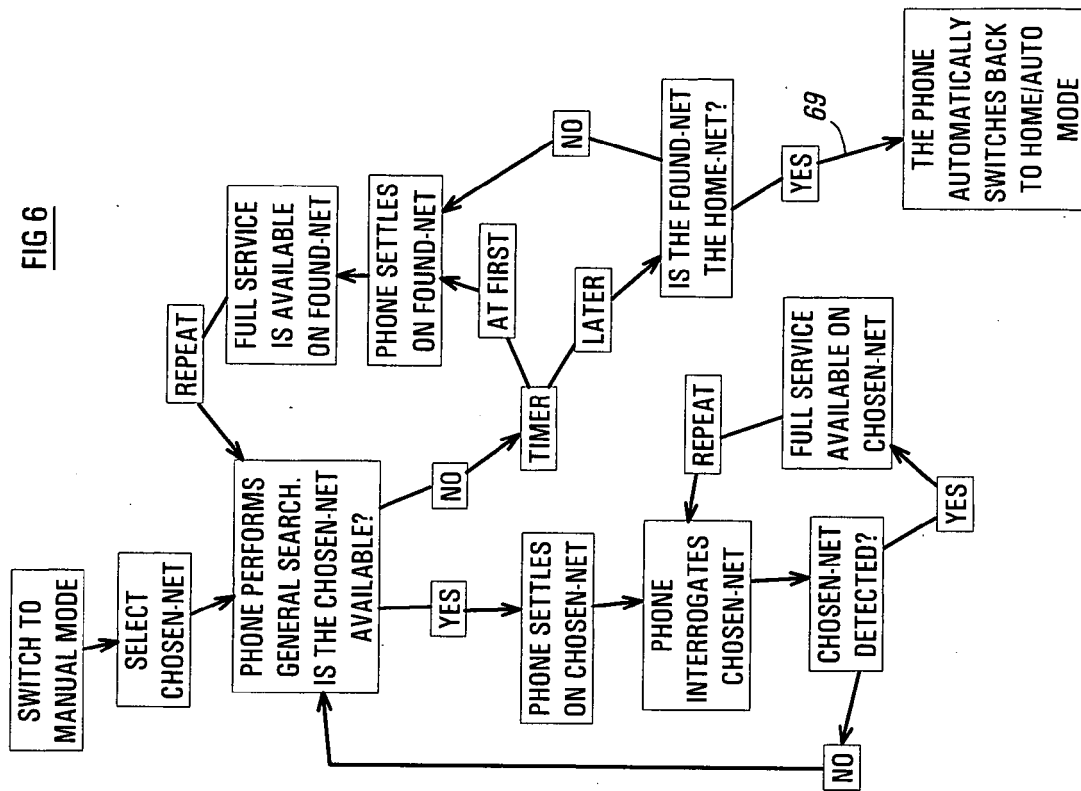 FIG 6
SWITCH TO
MANUAL MODE
SELECT
CHOSEN-NET
PHONE PERFORMS
GENERAL SEARCH.
IS THE CHOSEN-NET
AVAILABLE?
REPEAT
FULL SERVICE
IS AVAILABLE
ON FOUND-NET
PHONE SETTLES
ON FOUND-NET
NO
TIMER
AT FIRST
LATER
NO
IS THE FOUND-NET
THE HOME-NET?
YES
69
THE PHONE
AUTOMATICALLY
SWITCHES BACK
TO HOME/AUTO
MODE
YES
PHONE SETTLES
ON CHOSEN-NET
PHONE
INTERROGATES
CHOSEN-NET
REPEAT
FULL SERVICE
AVAILABLE ON
CHOSEN-NET
CHOSEN-NET
DETECTED?
YES
NO